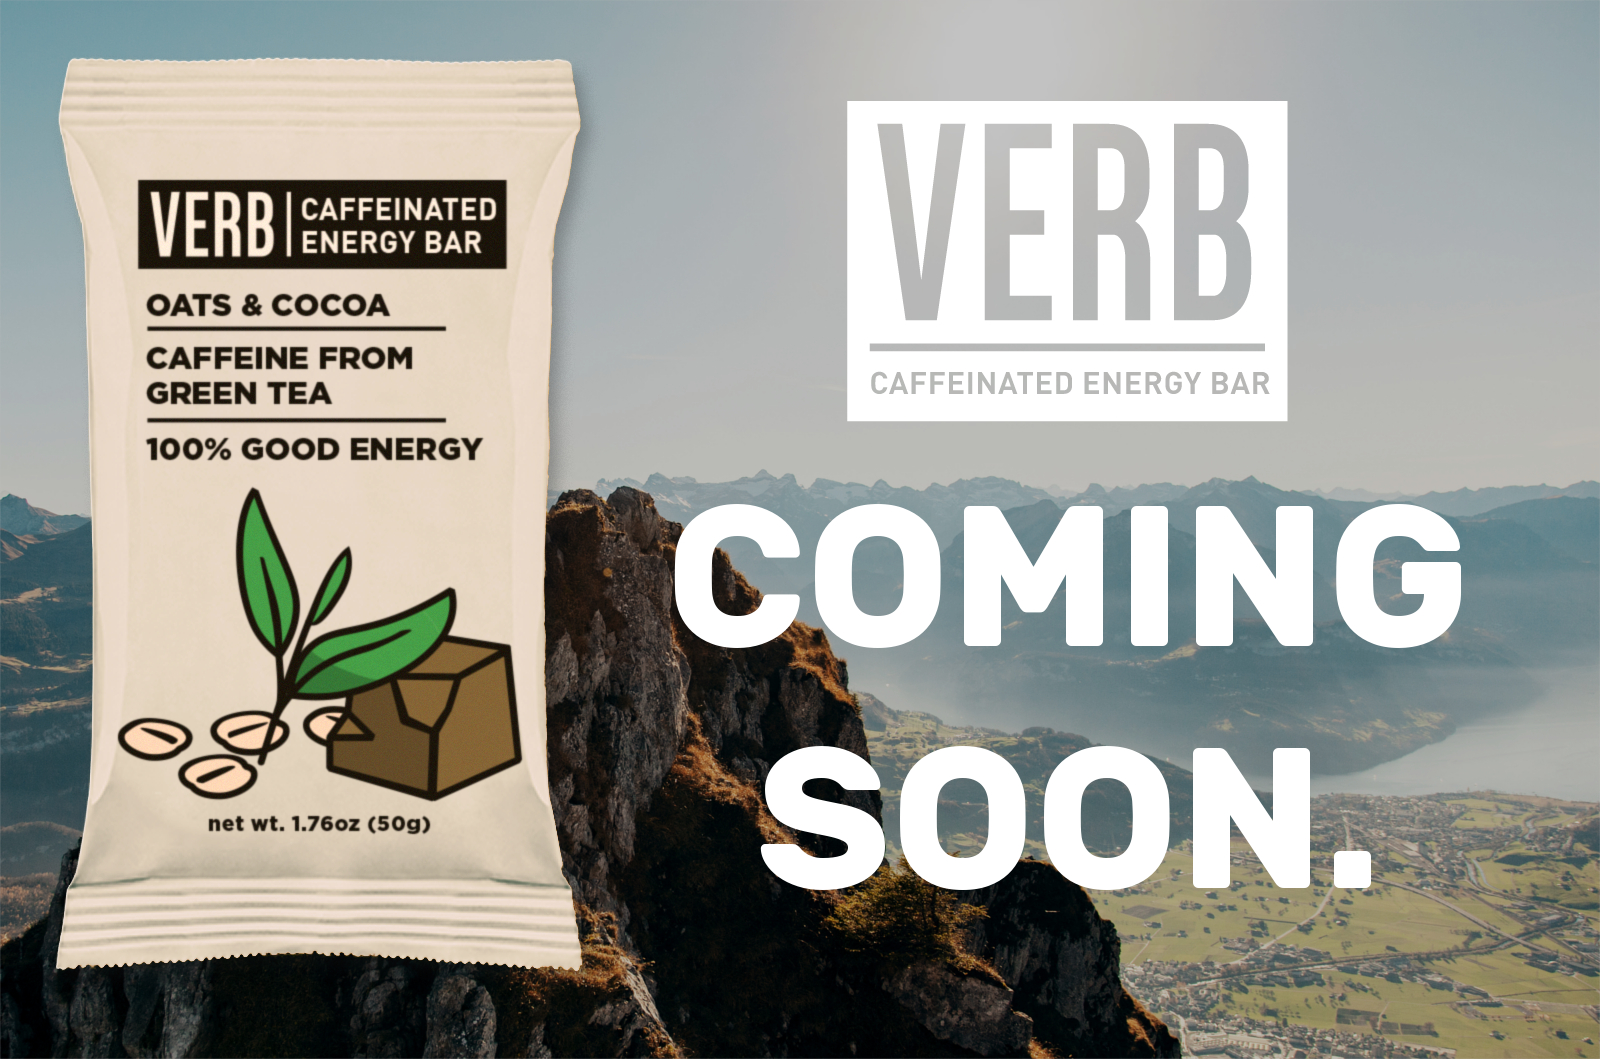 VERB
CAFFEINATED
ENERGY BAR
OATS & COCOA
CAFFEINE FROM
GREEN TEA
100% GOOD ENERGY
net wt. 1.76oz (50g)
VERB
CAFFEINATED ENERGY BAR
COMING
SOON.